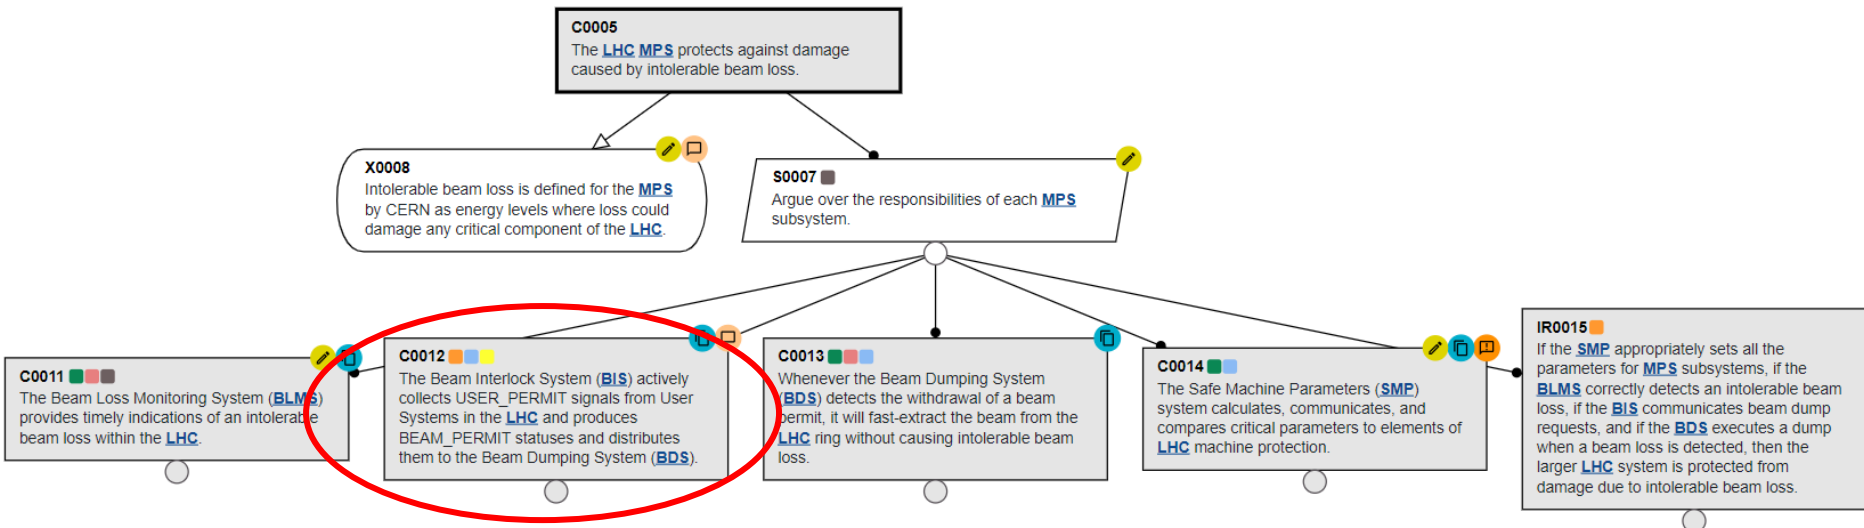 C0005
The LHC MPS protects against damage
caused by intolerable beam loss.
X0008
Intolerable beam loss is defined for the MPS
by CERN as energy levels where loss could
damage any critical component of the LHC.
S0007
Argue over the responsibilities of each MPS
subsystem.
C0011
The Beam Loss Monitoring System (BLMS)
provides timely indications of an intolerable
beam loss within the LHC.
C0012
The Beam Interlock System (BIS) actively
collects USER_PERMIT signals from User
Systems in the LHC and produces
BEAM_PERMIT statuses and distributes
them to the Beam Dumping System (BDS).
C0013
Whenever the Beam Dumping System
(BDS) detects the withdrawal of a beam
permit, it will fast-extract the beam from the
LHC ring without causing intolerable beam
loss.
C0014
The Safe Machine Parameters (SMP)
system calculates, communicates, and
compares critical parameters to elements of
LHC machine protection.
IR0015
If the SMP appropriately sets all the
parameters for MPS subsystems, if the
BLMS correctly detects an intolerable beam
loss, if the BIS communicates beam dump
requests, and if the BDS executes a dump
when a beam loss is detected, then the
larger LHC system is protected from
damage due to intolerable beam loss.